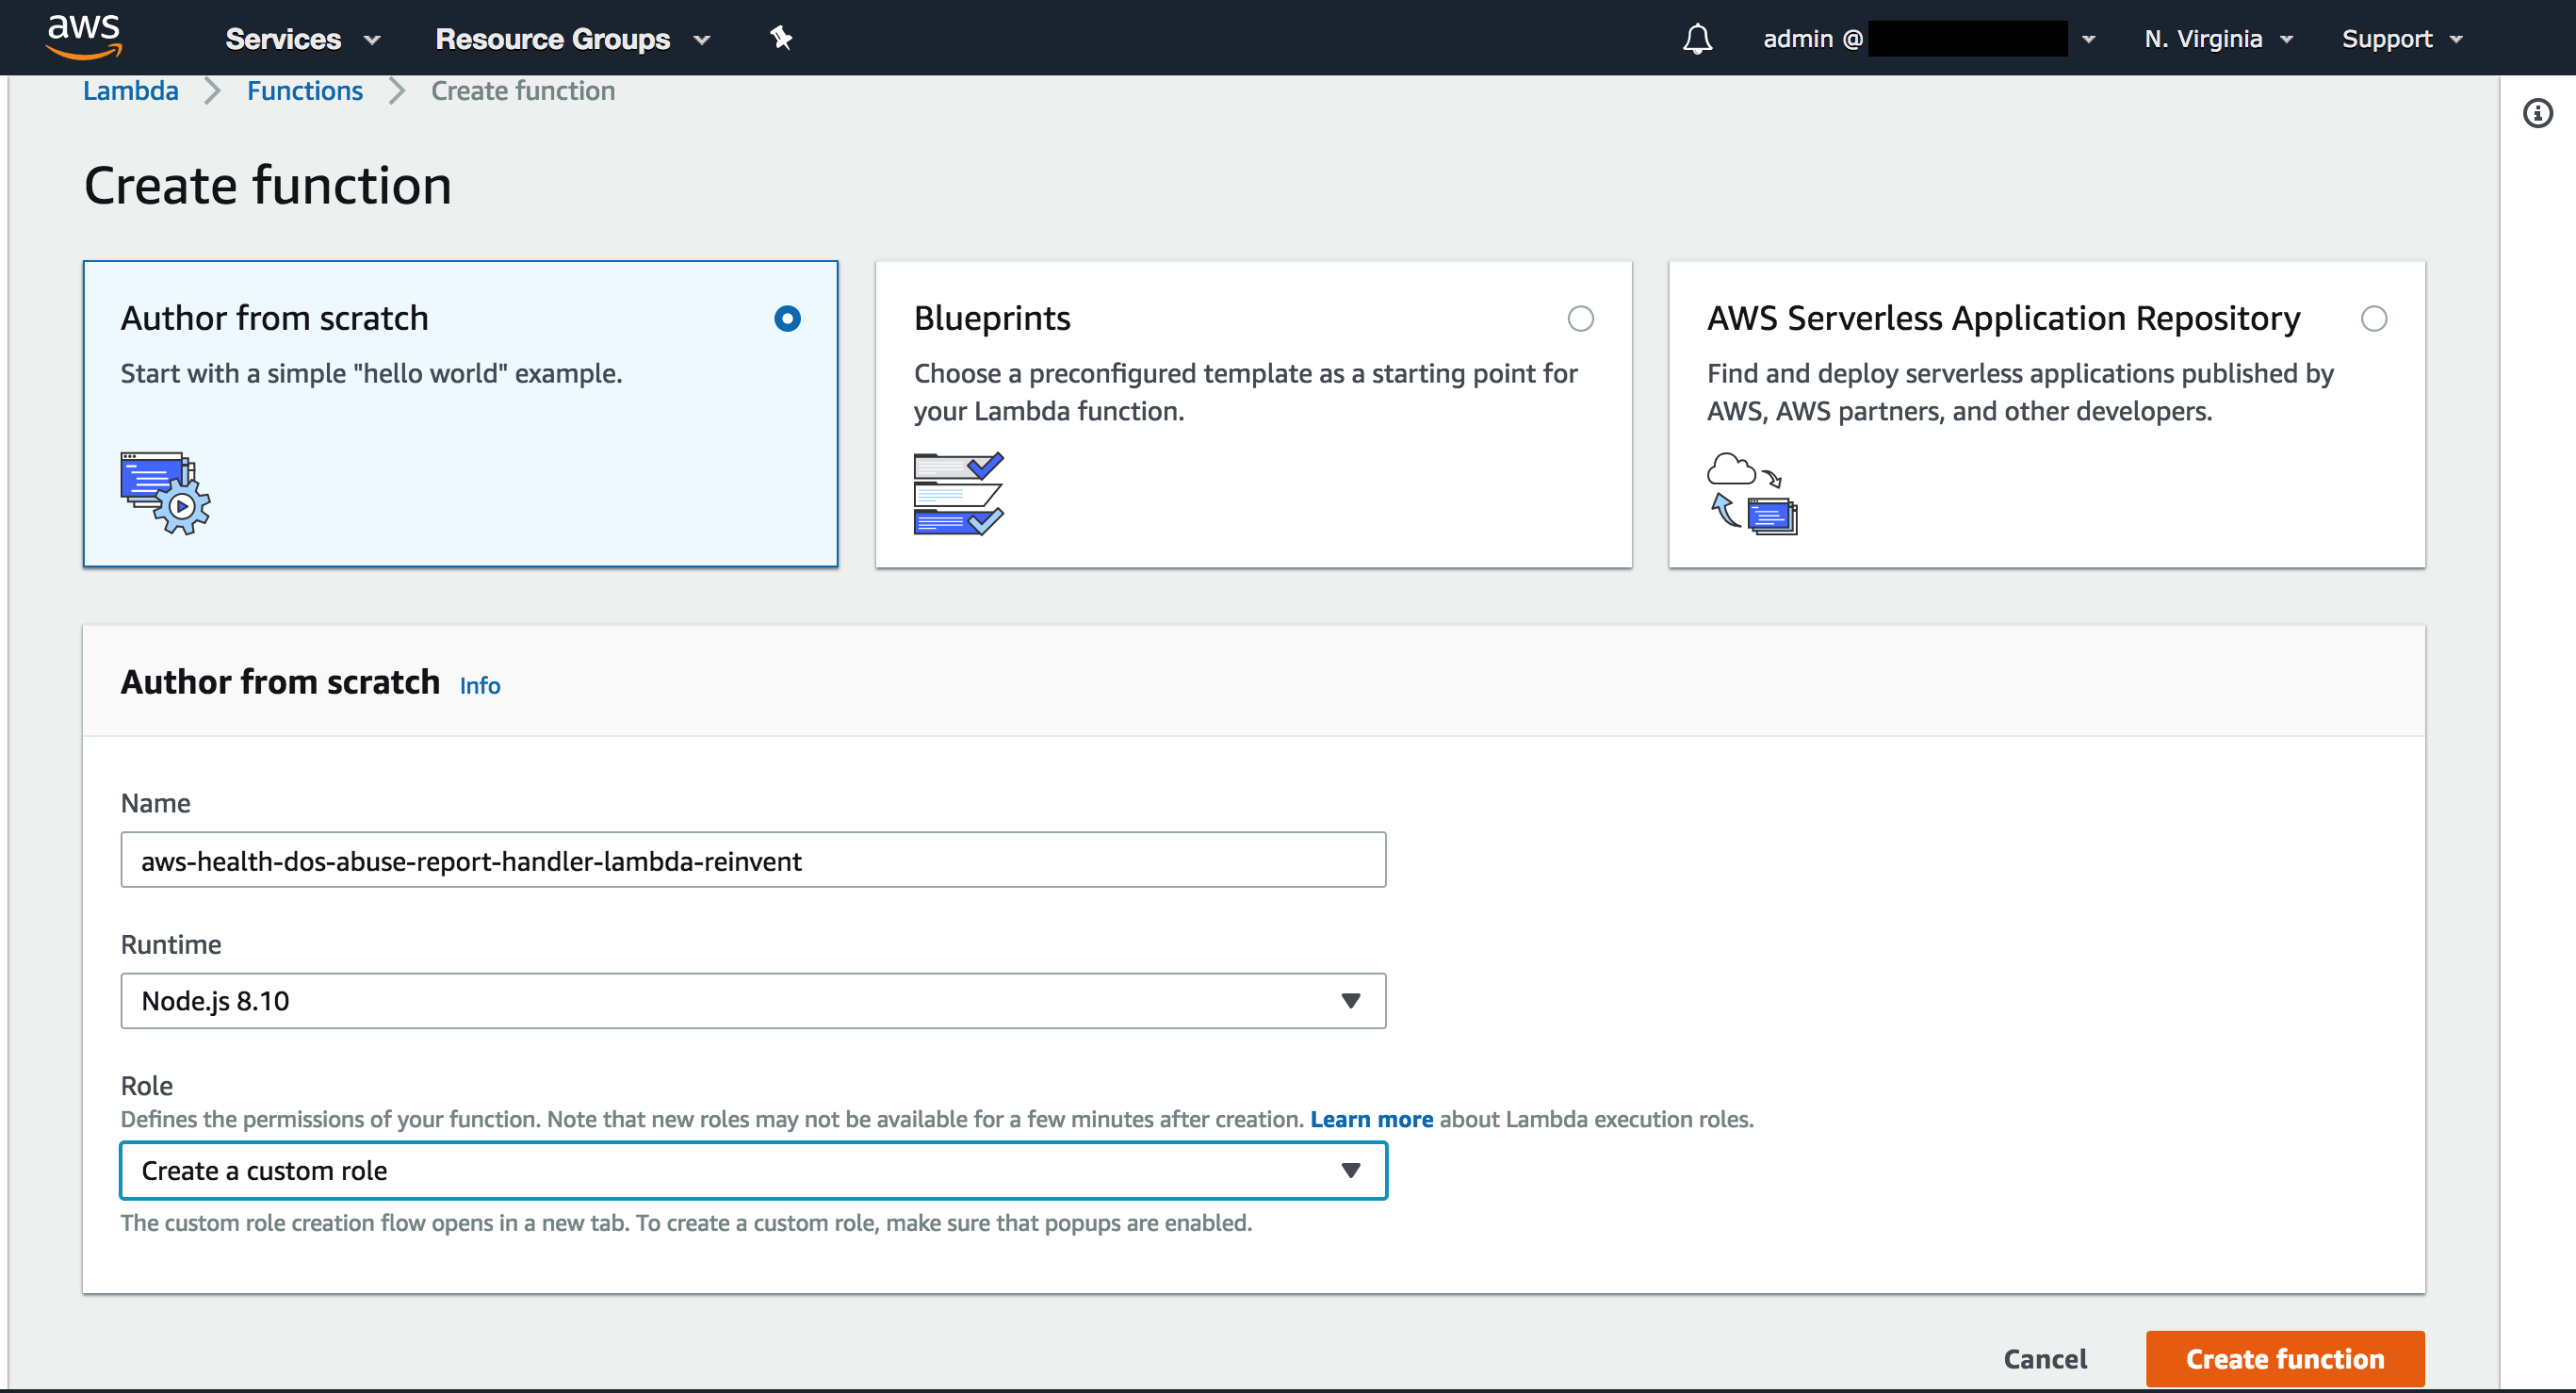 aws Services Resource Groups admin @ N. Virginia Support
Lambda Functions Create function
Create function
Author from scratch
Start with a simple "hello world" example.
Blueprints
Choose a preconfigured template as a starting point for
your Lambda function.
AWS Serverless Application Repository
Find and deploy serverless applications published by
AWS, AWS partners, and other developers.
Author from scratch Info
Name
aws-health-dos-abuse-report-handler-lambda-reinvent
Runtime
Node.js 8.10
Role
Defines the permissions of your function. Note that new roles may not be available for a few minutes after creation. Learn more about Lambda execution roles.
Create a custom role
The custom role creation flow opens in a new tab. To create a custom role, make sure that popups are enabled.
Cancel Create function